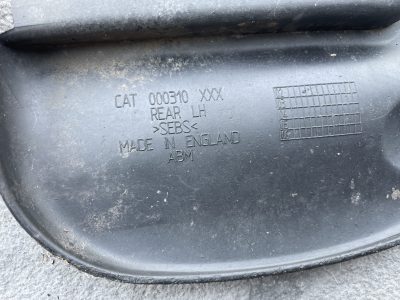 CAT 000310 XXX
REAR LH
>SEBS<
MADE IN ENGLAND
ABM